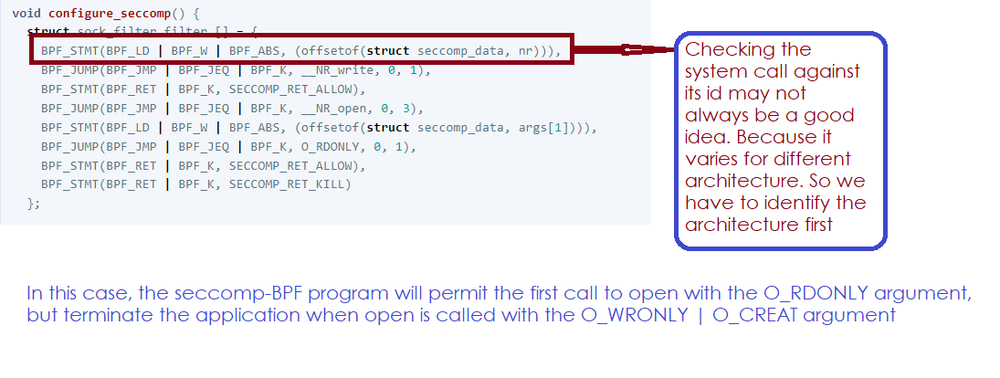 void configure_seccomp() {
struct sock_filter filter [] = {
BPF_STMT(BPF_LD | BPF_W | BPF_ABS, (offsetof(struct seccomp_data, nr))),
BPF_JUMP(BPF_JMP | BPF_JEQ | BPF_K, __NR_write, 0, 1),
BPF_STMT(BPF_RET | BPF_K, SECCOMP_RET_ALLOW),
BPF_JUMP(BPF_JMP | BPF_JEQ | BPF_K, __NR_open, 0, 3),
BPF_STMT(BPF_LD | BPF_W | BPF_ABS, (offsetof(struct seccomp_data, args[1]))),
BPF_JUMP(BPF_JMP | BPF_JEQ | BPF_K, O_RDONLY, 0, 1),
BPF_STMT(BPF_RET | BPF_K, SECCOMP_RET_ALLOW),
BPF_STMT(BPF_RET | BPF_K, SECCOMP_RET_KILL)
};
Checking the
system call against
its id may not
always be a good
idea. Because it
varies for different
architecture. So we
have to identify the
architecture first
In this case, the seccomp-BPF program will permit the first call to open with the O_RDONLY argument,
but terminate the application when open is called with the O_WRONLY | O_CREAT argument